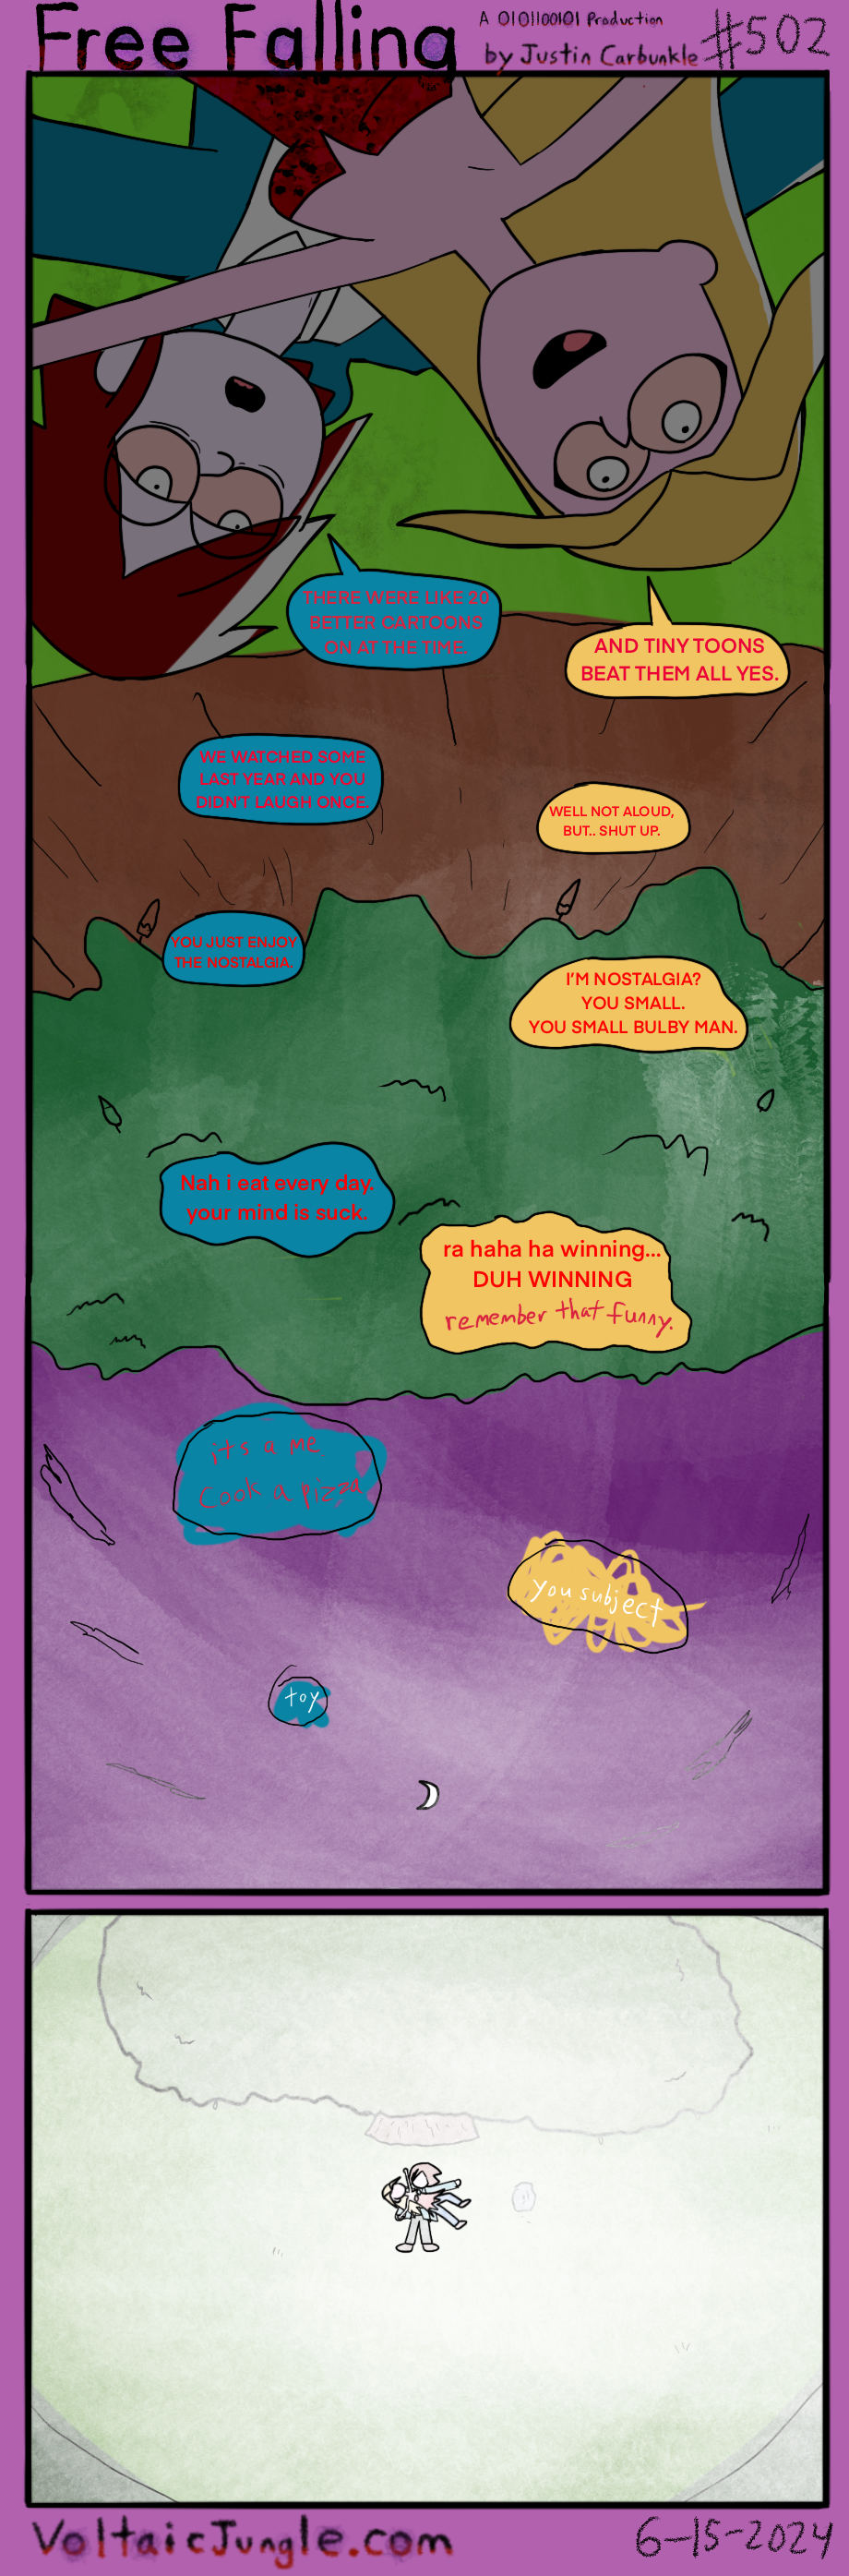 Free Falling
A 0101100101 Production
by Justin Carbunkle
#502
THERE WERE LIKE 20
BETTER CARTOONS
ON AT THE TIME.
AND TINY TOONS
BEAT THEM ALL YES.
WE WATCHED SOME
LAST YEAR AND YOU
DIDN'T LAUGH ONCE.
WELL NOT ALOUD,
BUT.. SHUT UP.
YOU JUST ENJOY
THE NOSTALGIA.
I'M NOSTALGIA?
YOU SMALL.
YOU SMALL BULBY MAN.
Nah i eat every day.
your mind is suck.
ra haha ha winning...
DUH WINNING
remember that funny.
its a me
Cook a pizza
you subject
toy
VoltaicJungle.com
6-15-2024